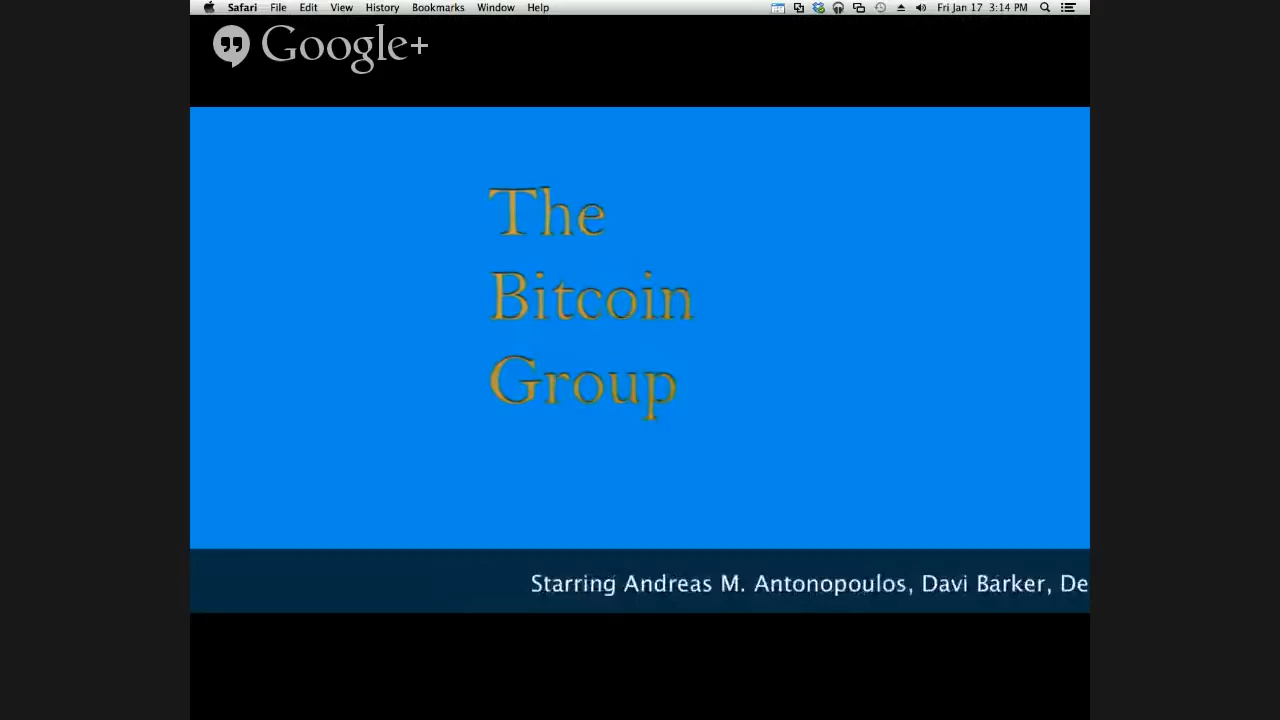 Safari File Edit View History Bookmarks Window Help Fri Jan 17 3:14 PM
Google+
The
Bitcoin
Group
Starring Andreas M. Antonopoulos, Davi Barker, De